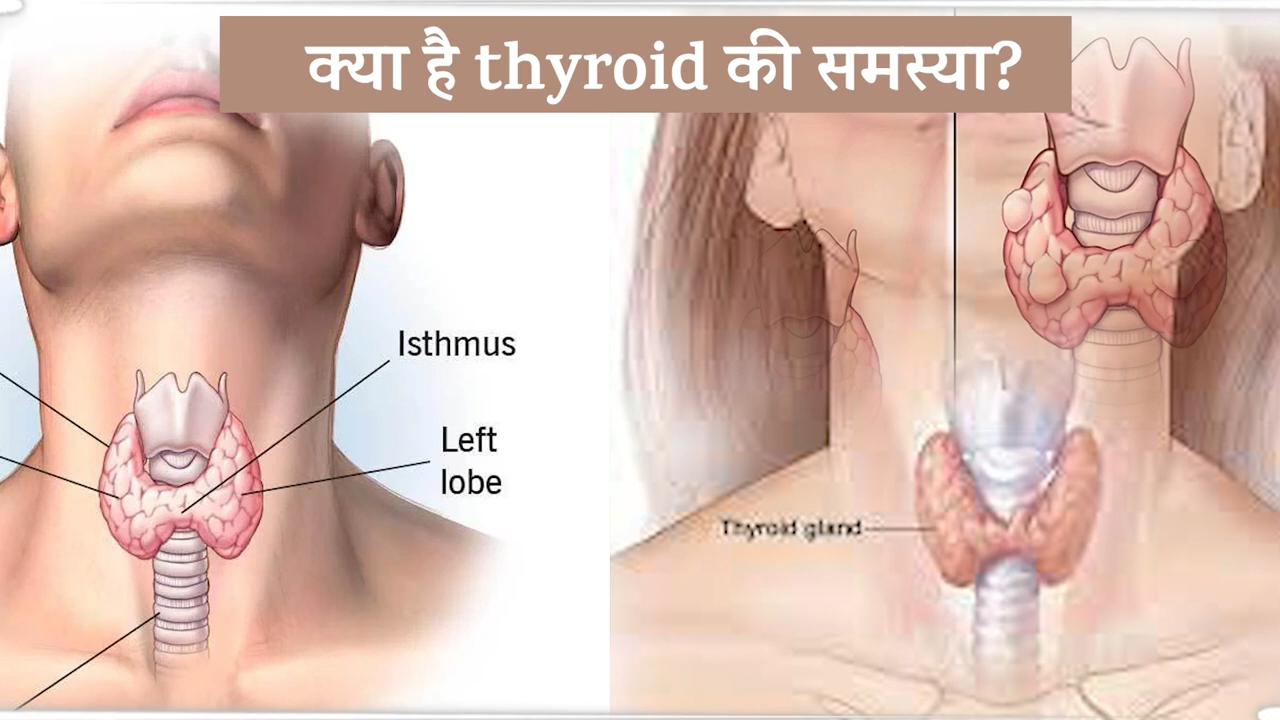 क्या है thyroid की समस्या?
Isthmus
Left
lobe
Thyroid gland